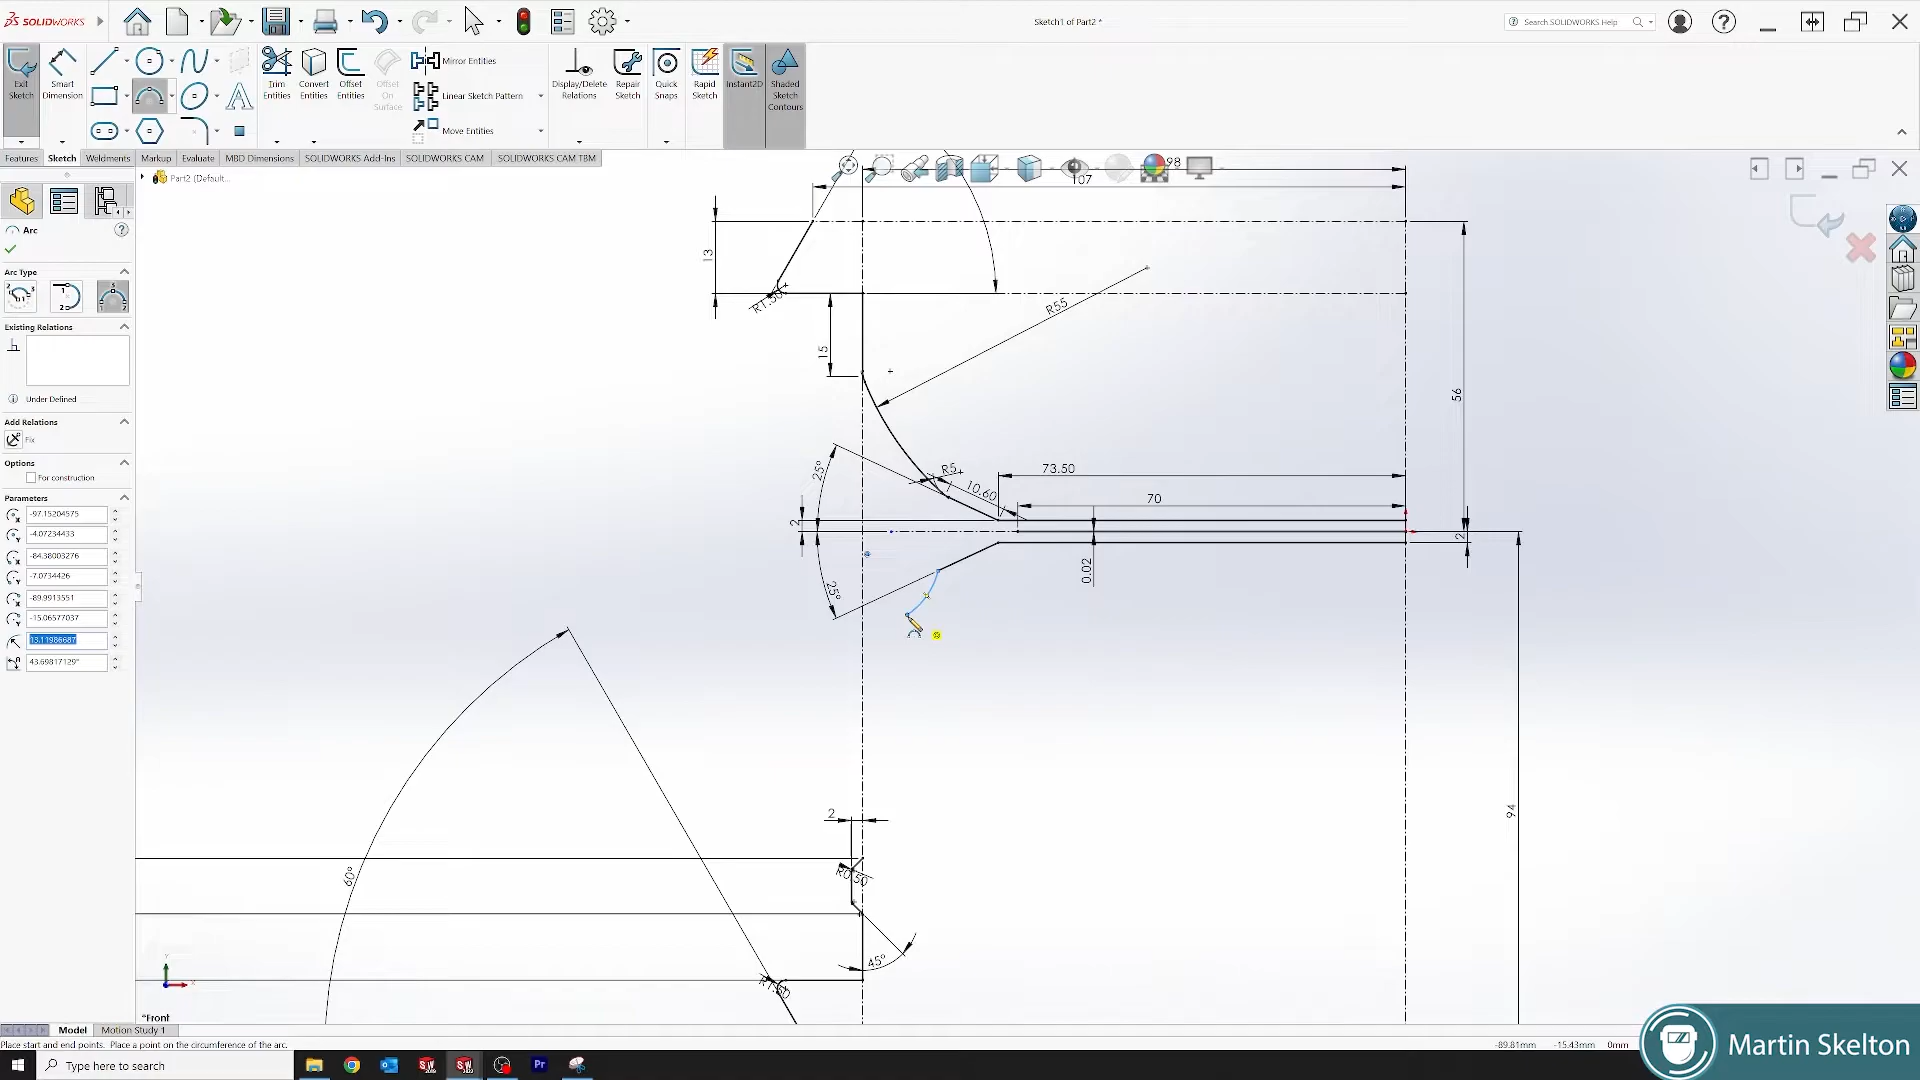 SOLIDWORKS
Sketch1 of Part2 *
Search SOLIDWORKS Help
Exit Sketch
Smart Dimension
Trim Entities
Convert Entities
Offset Entities
Offset On Surface
Mirror Entities
Linear Sketch Pattern
Move Entities
Display/Delete Relations
Repair Sketch
Quick Snaps
Rapid Sketch
Instant2D
Shaded Sketch Contours
Features
Sketch
Weldments
Markup
Evaluate
MBD Dimensions
SOLIDWORKS Add-Ins
SOLIDWORKS CAM
SOLIDWORKS CAM TBM
Part2 (Default...
Arc
Arc Type
Existing Relations
Under Defined
Add Relations
Fix
Options
For construction
Parameters
-97.15204575
-4.07234433
-84.38003276
-7.0734426
-89.9913551
-15.06577037
13.11986687
43.69817129°
98
107
13
R1.50
15
R55
56
25°
R5
10.60
73.50
70
2
2
0.02
25°
94
60°
2
R0.50
45°
R1.50
*Front
Model
Motion Study 1
Place start and end points. Place a point on the circumference of the arc.
-89.81mm
-15.43mm
0mm
Type here to search
Martin Skelton